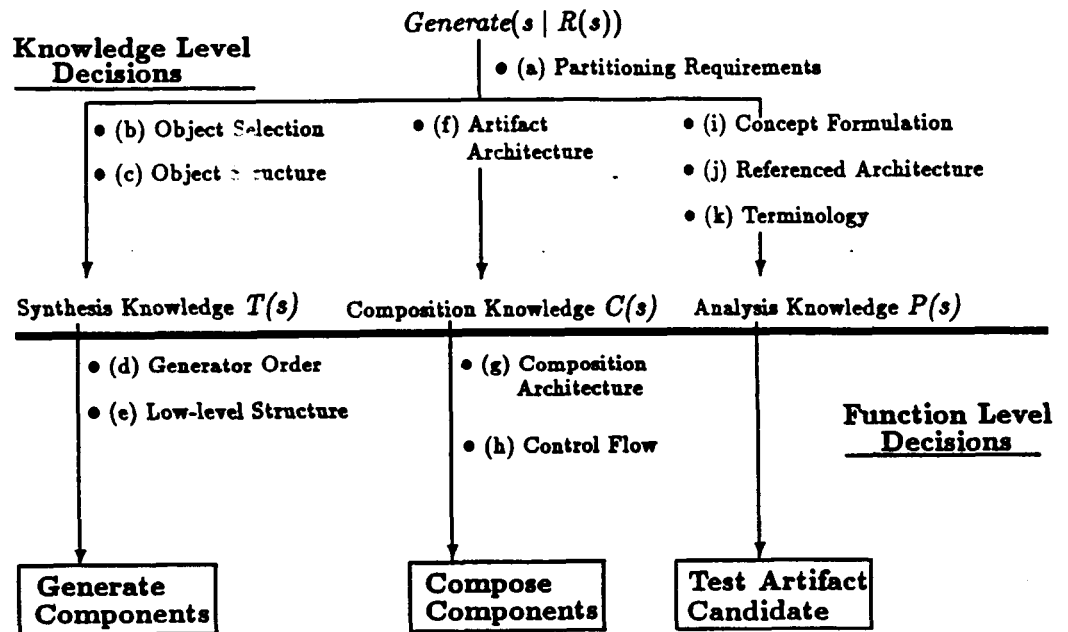 Generate(s | R(s))
Knowledge Level
Decisions
• (a) Partitioning Requirements
• (b) Object Selection
• (c) Object Structure
• (f) Artifact
Architecture
• (i) Concept Formulation
• (j) Referenced Architecture
• (k) Terminology
Synthesis Knowledge T(s)
Composition Knowledge C(s)
Analysis Knowledge P(s)
• (d) Generator Order
• (e) Low-level Structure
• (g) Composition
Architecture
• (h) Control Flow
Function Level
Decisions
Generate
Components
Compose
Components
Test Artifact
Candidate